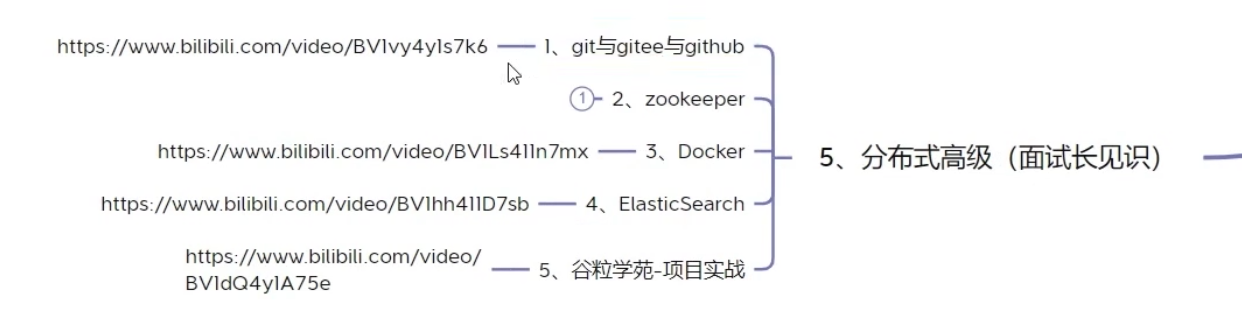 https://www.bilibili.com/video/BV1vy4y1s7k6
1、git与gitee与github
① 2、zookeeper
https://www.bilibili.com/video/BV1Ls411n7mx
3、Docker
https://www.bilibili.com/video/BV1hh411D7sb
4、ElasticSearch
https://www.bilibili.com/video/
BV1dQ4y1A75e
5、谷粒学苑-项目实战
5、分布式高级（面试长见识）